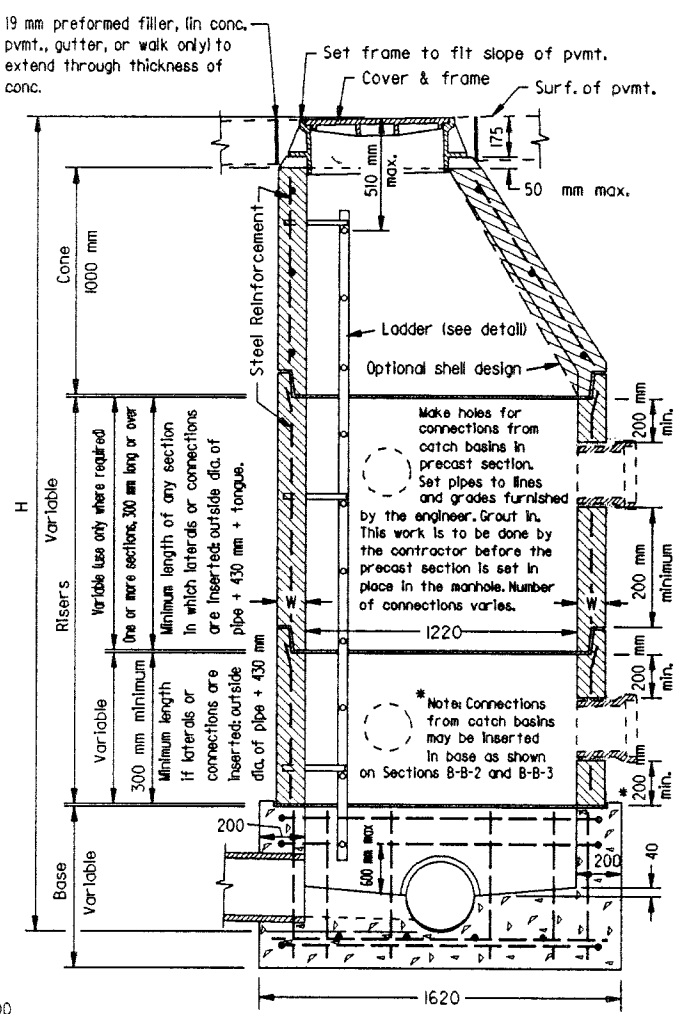 19 mm preformed filler, (in conc.
pvmt., gutter, or walk only) to
extend through thickness of
conc.
Set frame to fit slope of pvmt.
Cover & frame
Surf. of pvmt.
175
510 mm
max.
50 mm max.
Cone
1000 mm
Steel Reinforcement
Ladder (see detail)
Optional shell design
H
Risers
Variable
Variable (use only where required)
One or more sections, 300 mm long or over
Minimum length of any section
in which laterals or connections
are inserted: outside dia. of
pipe + 430 mm + tongue.
Make holes for
connections from
catch basins in
precast section.
Set pipes to lines
and grades furnished
by the engineer. Grout in.
This work is to be done by
the contractor before the
precast section is set in
place in the manhole. Number
of connections varies.
200 mm
min.
200 mm
minimum
W
W
1220
200 mm
min.
Variable
300 mm minimum
Minimum length
if laterals or
connections are
inserted: outside
dia. of pipe + 430 mm
*Note: Connections
from catch basins
may be inserted
in base as shown
on Sections B-B-2 and B-B-3
200 mm
min.
*
Base
Variable
200
600 mm max
200
40
1620
00